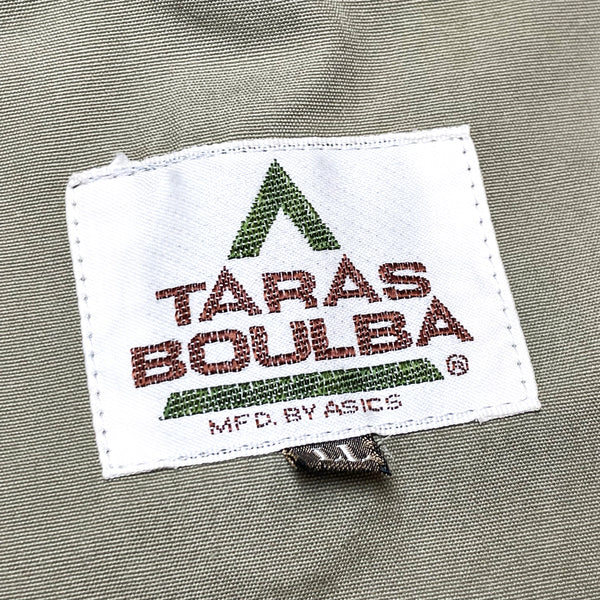 TARAS
BOULBA
®
MFD. BY ASICS